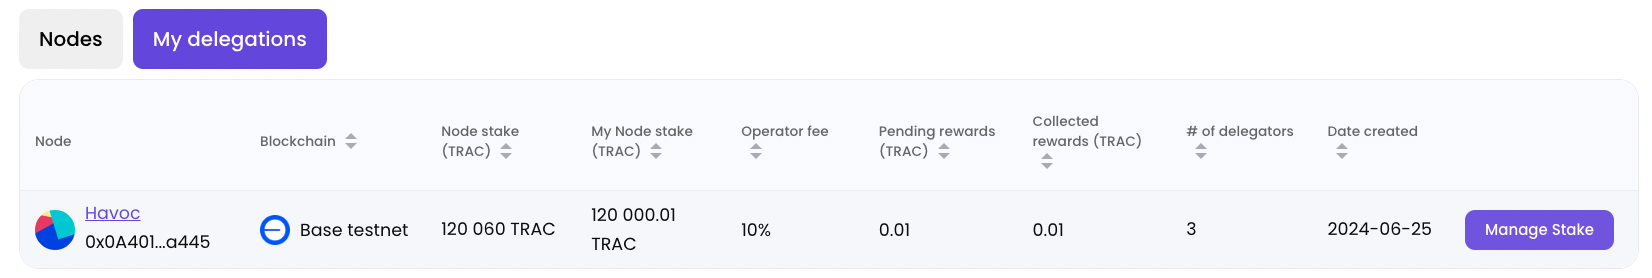 Nodes My delegations
Node Blockchain Node stake (TRAC) My Node stake (TRAC) Operator fee Pending rewards (TRAC) Collected rewards (TRAC) # of delegators Date created
Havoc
0x0A401...a445 Base testnet 120 060 TRAC 120 000.01 TRAC 10% 0.01 0.01 3 2024-06-25 Manage Stake